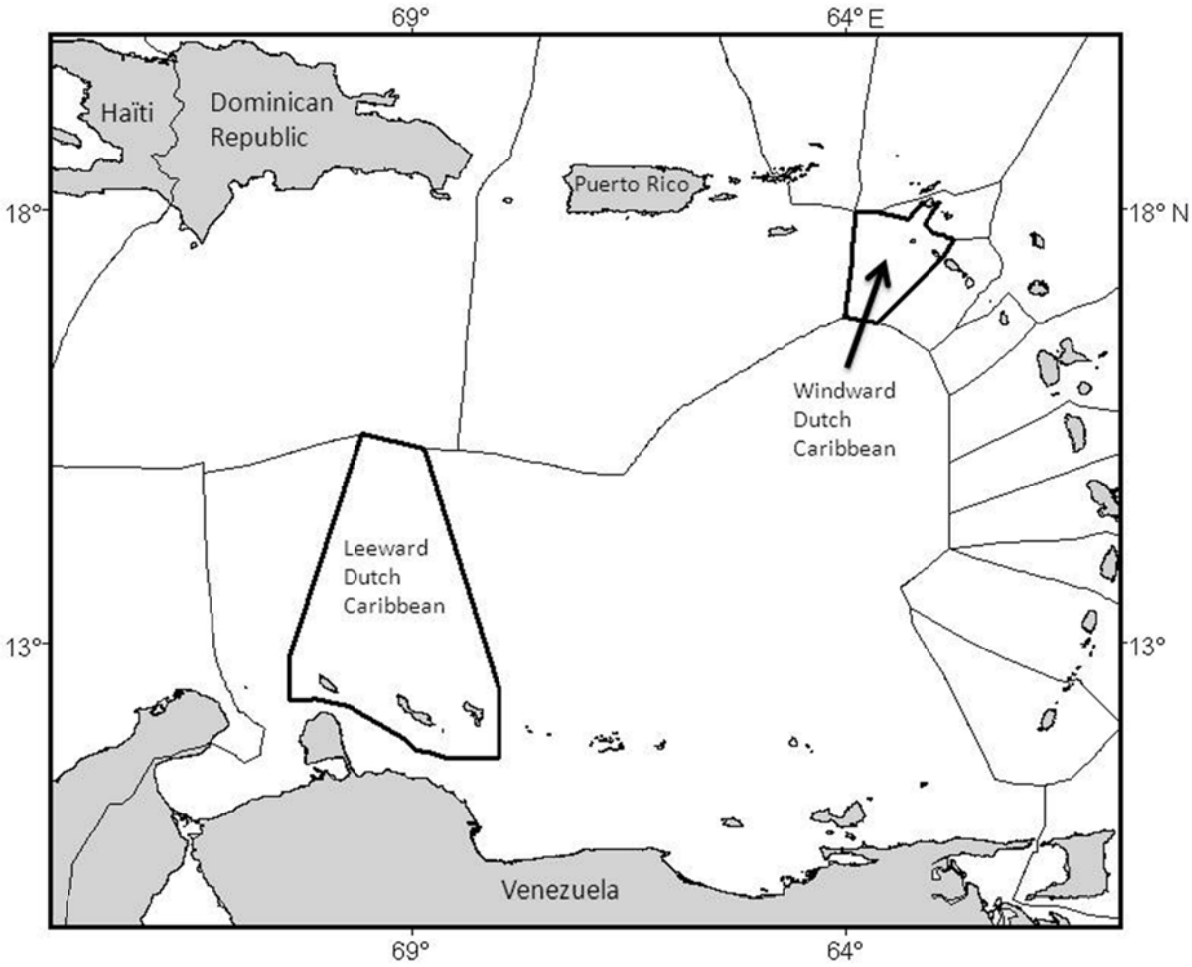 69°
64° E
Haïti
Dominican
Republic
Puerto Rico
18°
18° N
Windward
Dutch
Caribbean
Leeward
Dutch
Caribbean
13°
13°
Venezuela
69°
64°